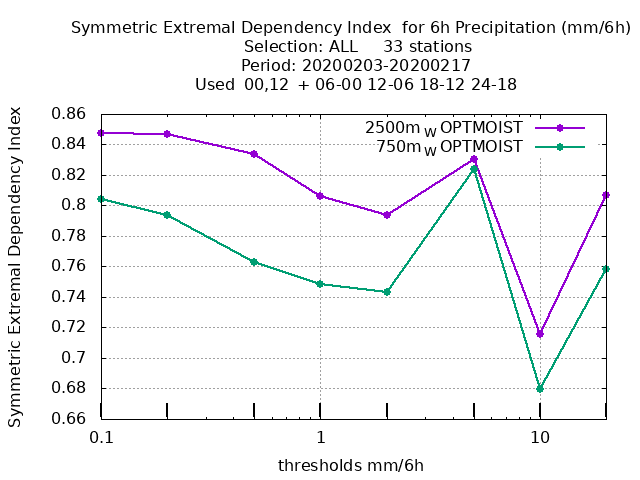 Symmetric Extremal Dependency Index  for 6h Precipitation (mm/6h)
Selection: ALL     33 stations
Period: 20200203-20200217
Used  00,12  + 06-00 12-06 18-12 24-18
Symmetric Extremal Dependency Index
0.86
0.84
0.82
0.8
0.78
0.76
0.74
0.72
0.7
0.68
0.66
2500m W OPTMOIST
750m W OPTMOIST
0.1 1 10
thresholds mm/6h